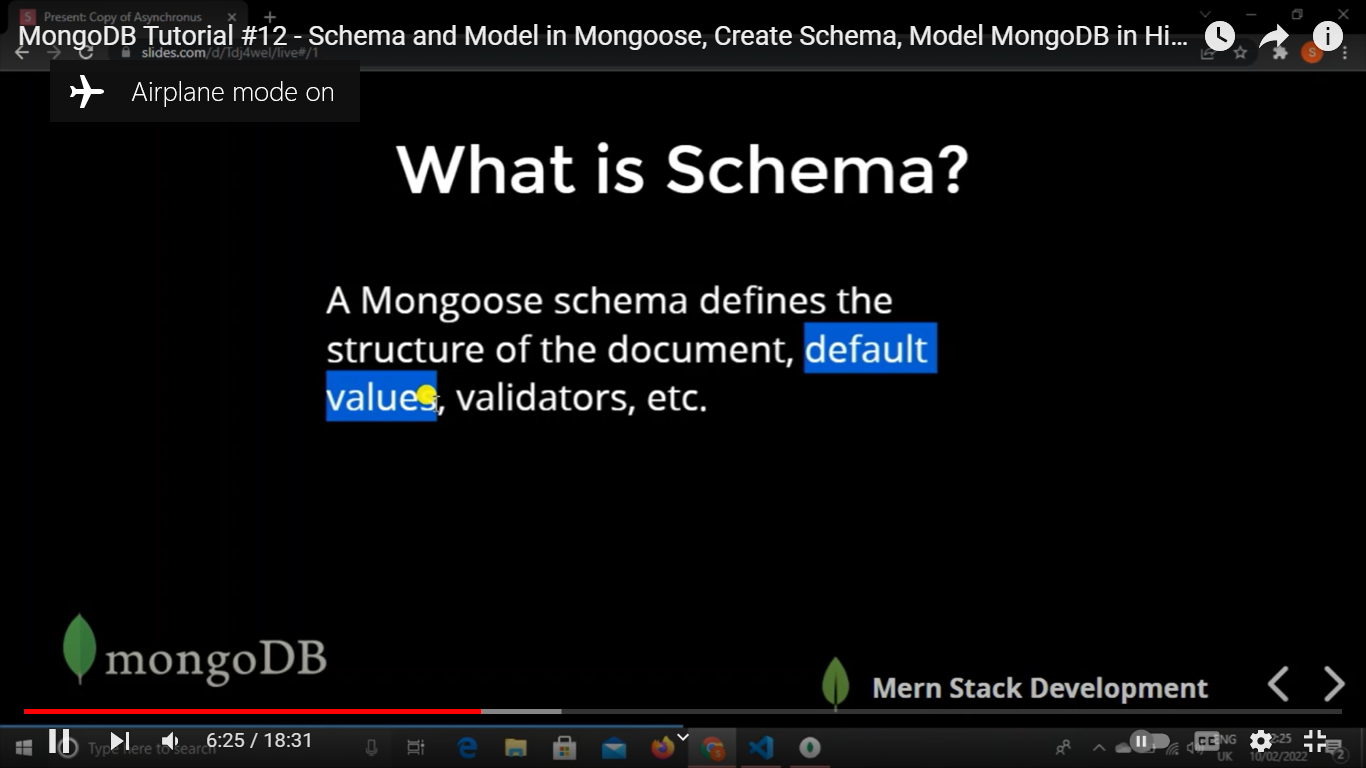 Present: Copy of Asynchronus
MongoDB Tutorial #12 - Schema and Model in Mongoose, Create Schema, Model MongoDB in Hi...
slides.com/d/Tdj4wel/live#/1
S
Airplane mode on
What is Schema?
A Mongoose schema defines the
structure of the document, default
values, validators, etc.
mongoDB
Mern Stack Development
Type here to search
6:25 / 18:31
CC
ENG
UK
10/02/2022
2